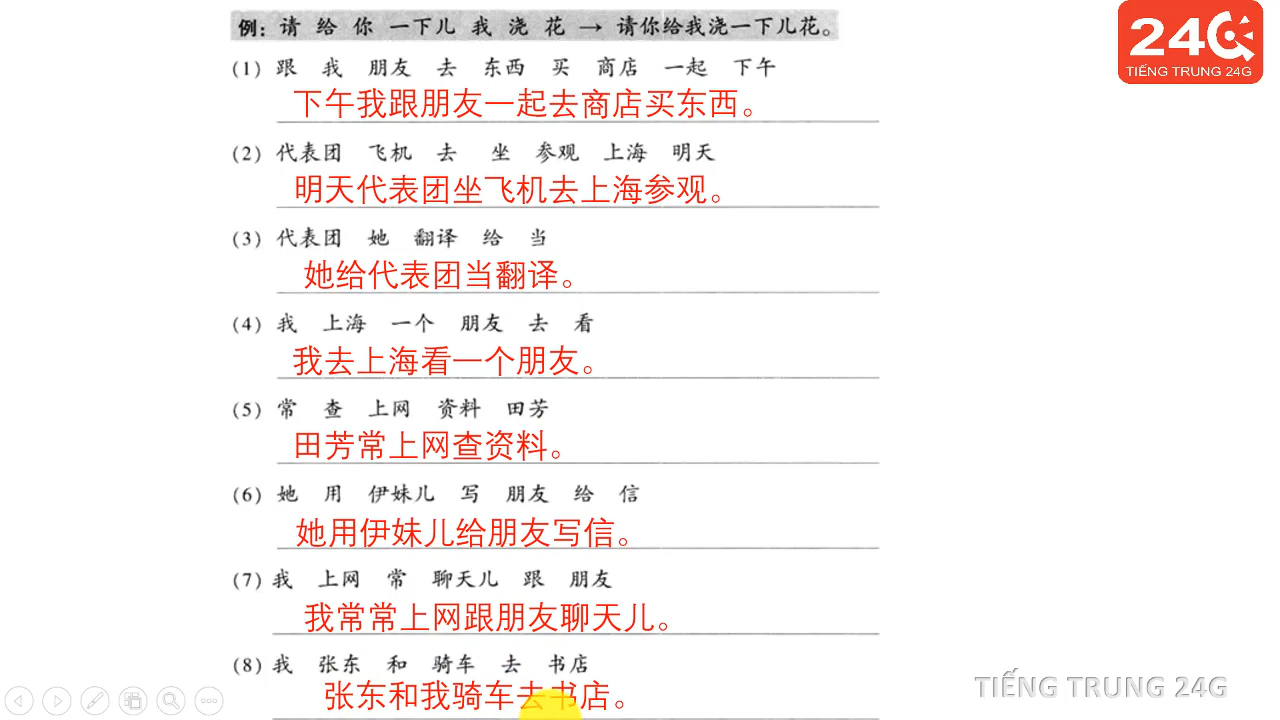 例: 请 给 你 一下儿 我 浇 花 → 请你给我浇一下儿花。
24G
TIẾNG TRUNG 24G
(1) 跟 我 朋友 去 东西 买 商店 一起 下午
下午我跟朋友一起去商店买东西。
(2) 代表团 飞机 去 坐 参观 上海 明天
明天代表团坐飞机去上海参观。
(3) 代表团 她 翻译 给 当
她给代表团当翻译。
(4) 我 上海 一个 朋友 去 看
我去上海看一个朋友。
(5) 常 查 上网 资料 田芳
田芳常上网查资料。
(6) 她 用 伊妹儿 写 朋友 给 信
她用伊妹儿给朋友写信。
(7) 我 上网 常 聊天儿 跟 朋友
我常常上网跟朋友聊天儿。
(8) 我 张东 和 骑车 去 书店
张东和我骑车去书店。
TIẾNG TRUNG 24G